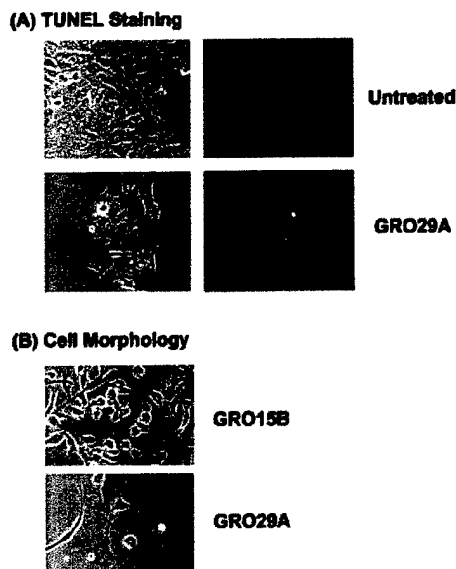 (A) TUNEL Staining
Untreated
GRO29A
(B) Cell Morphology
GRO15B
GRO29A